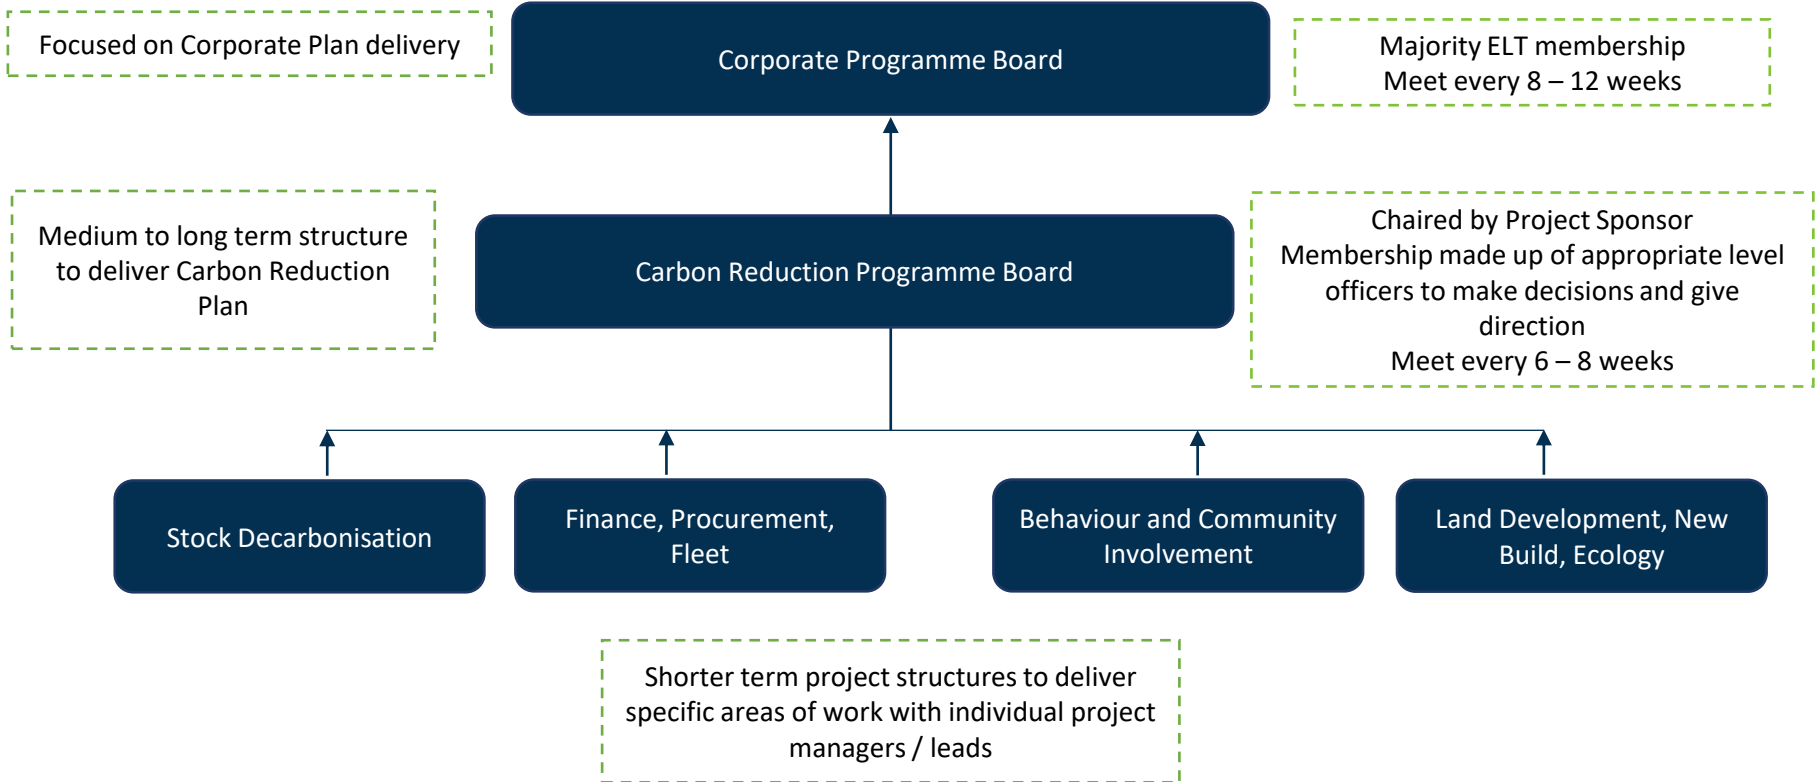 Focused on Corporate Plan delivery
Corporate Programme Board
Majority ELT membership
Meet every 8 – 12 weeks
Medium to long term structure
to deliver Carbon Reduction
Plan
Carbon Reduction Programme Board
Chaired by Project Sponsor
Membership made up of appropriate level
officers to make decisions and give
direction
Meet every 6 – 8 weeks
Stock Decarbonisation
Finance, Procurement,
Fleet
Behaviour and Community
Involvement
Land Development, New
Build, Ecology
Shorter term project structures to deliver
specific areas of work with individual project
managers / leads